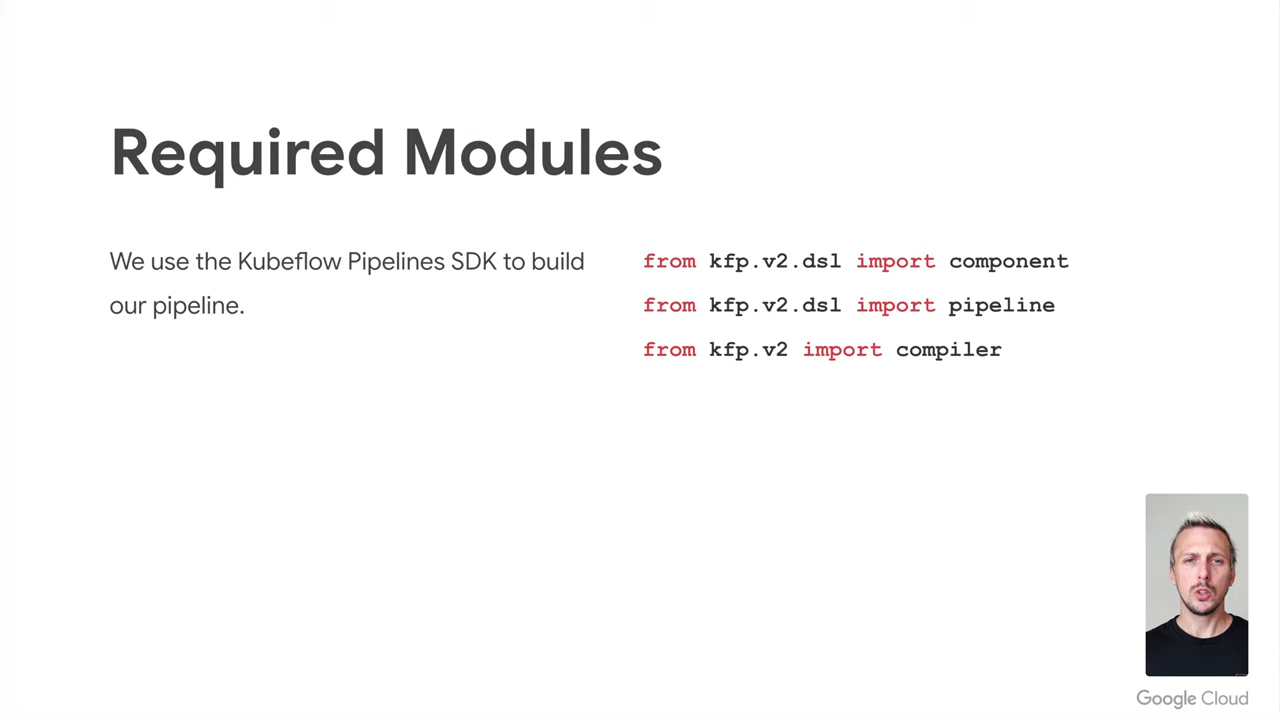 Required Modules
We use the Kubeflow Pipelines SDK to build
our pipeline.
from kfp.v2.dsl import component
from kfp.v2.dsl import pipeline
from kfp.v2 import compiler
Google Cloud